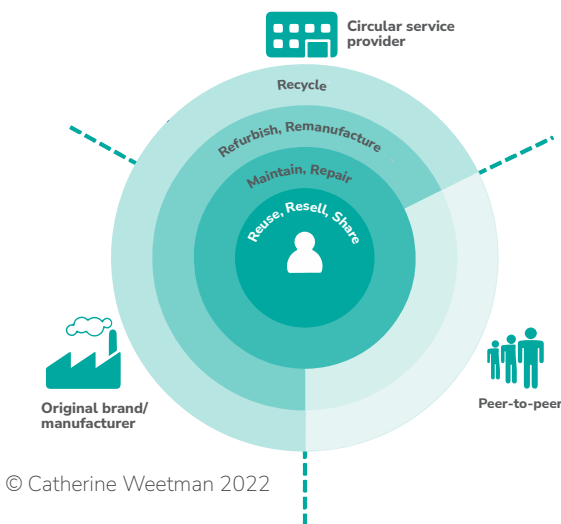 Circular service
provider
Recycle
Refurbish, Remanufacture
Maintain, Repair
Reuse, Resell, Share
Original brand/
manufacturer
Peer-to-peer
© Catherine Weetman 2022